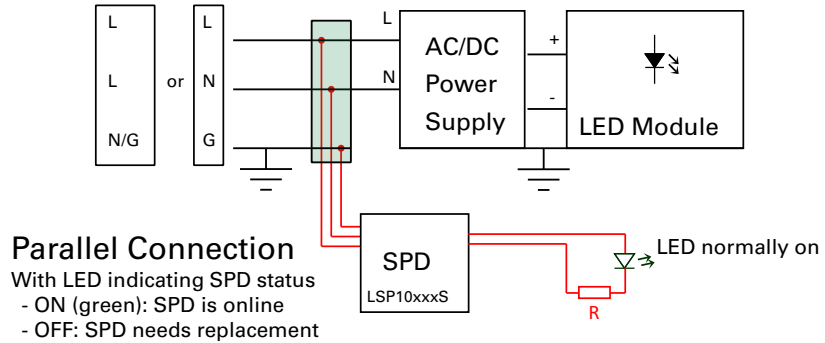 L
L
N/G
or
L
N
G
L
N
AC/DC
Power
Supply
+
-
LED Module
SPD
LSP10xxxS
LED normally on
R
Parallel Connection
With LED indicating SPD status
- ON (green): SPD is online
- OFF: SPD needs replacement